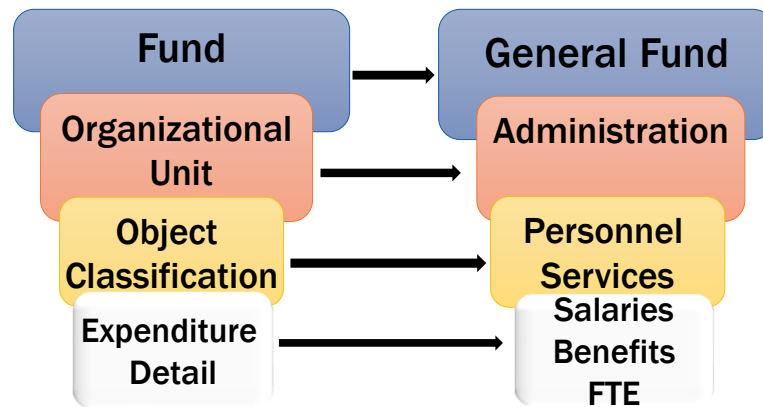 Fund
General Fund
Organizational
Unit
Administration
Object
Classification
Personnel
Services
Expenditure
Detail
Salaries
Benefits
FTE